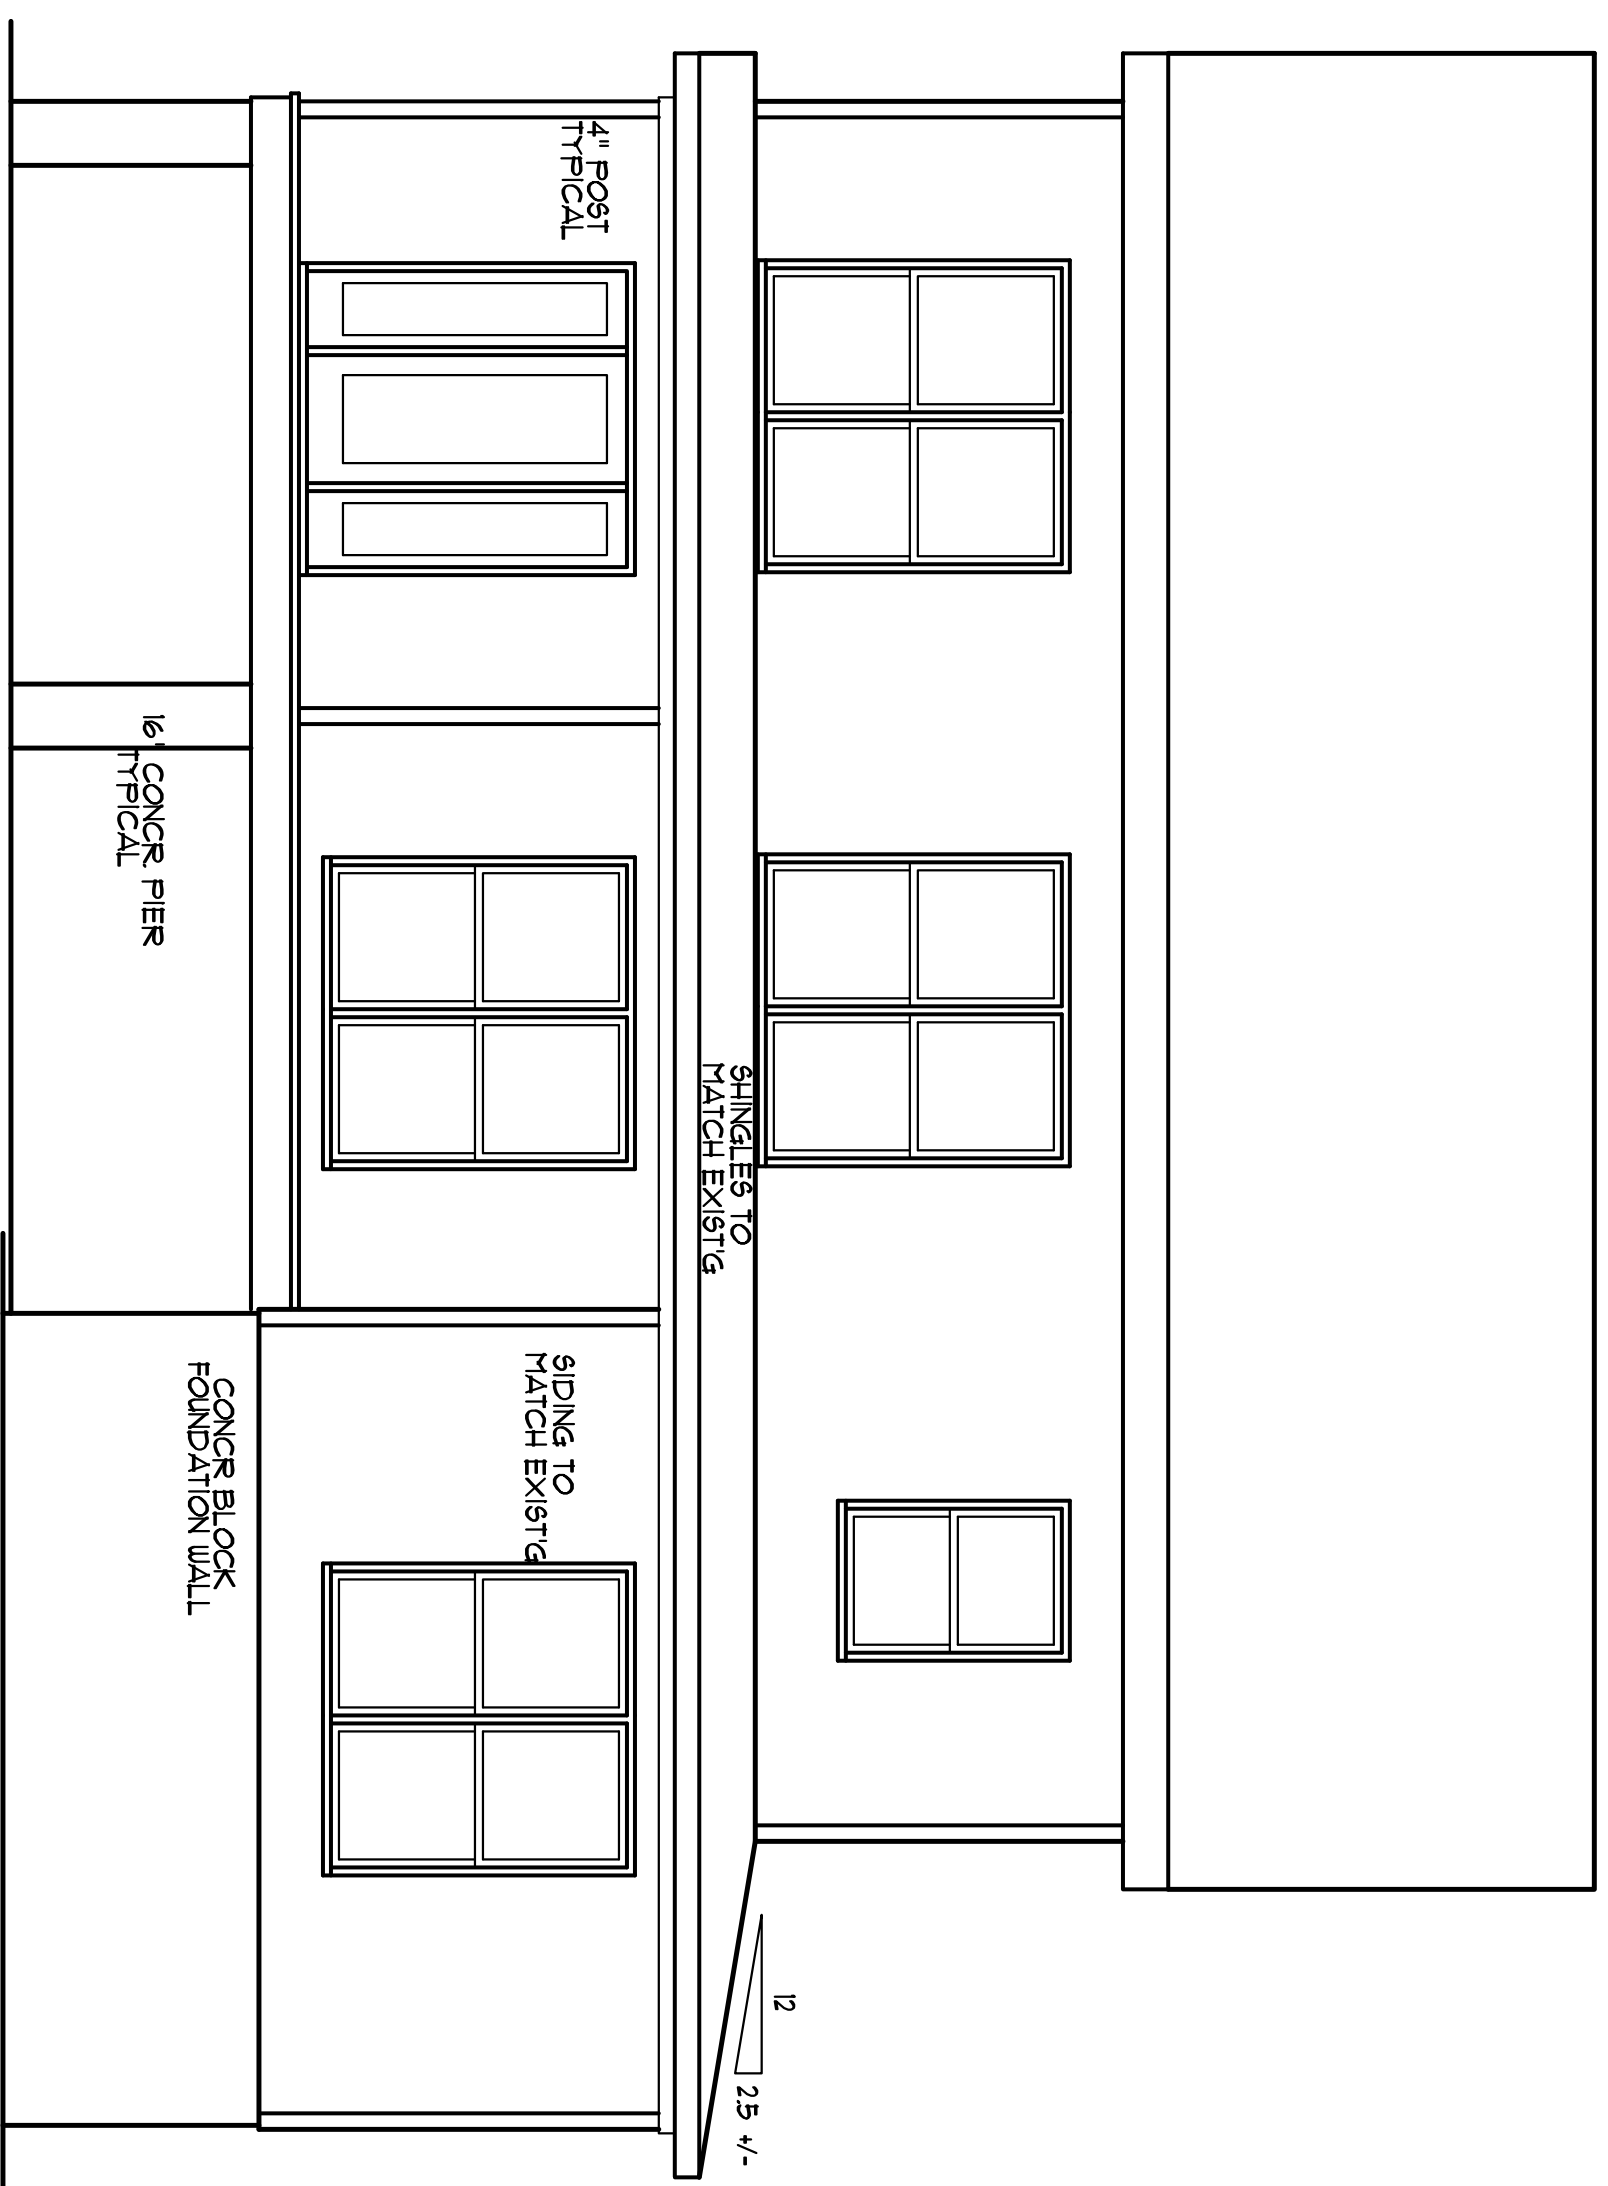 12
2.5 +/-
SHINGLES TO
MATCH EXIST'G
4" POST
TYPICAL
SIDING TO
MATCH EXIST'G
CONCR BLOCK
FOUNDATION WALL
16" CONCR. PIER
TYPICAL